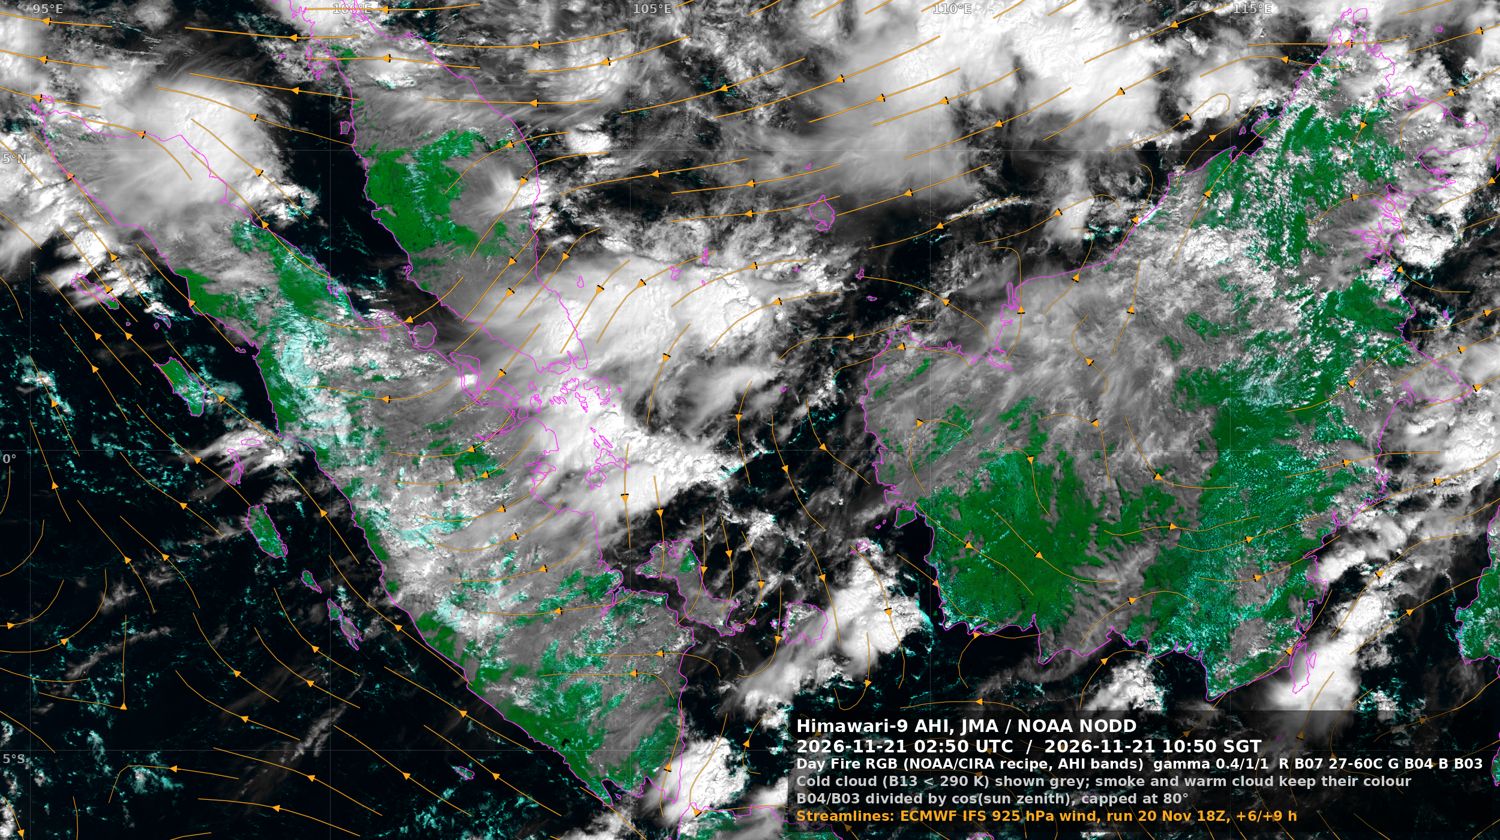 95°E 100°E 105°E 110°E 115°E
5°N
0°
5°S
Himawari-9 AHI, JMA / NOAA NODD
2026-11-21 02:50 UTC / 2026-11-21 10:50 SGT
Day Fire RGB (NOAA/CIRA recipe, AHI bands) gamma 0.4/1/1 R B07 27-60C G B04 B B03
Cold cloud (B13 < 290 K) shown grey; smoke and warm cloud keep their colour
B04/B03 divided by cos(sun zenith), capped at 80°
Streamlines: ECMWF IFS 925 hPa wind, run 20 Nov 18Z, +6/+9 h